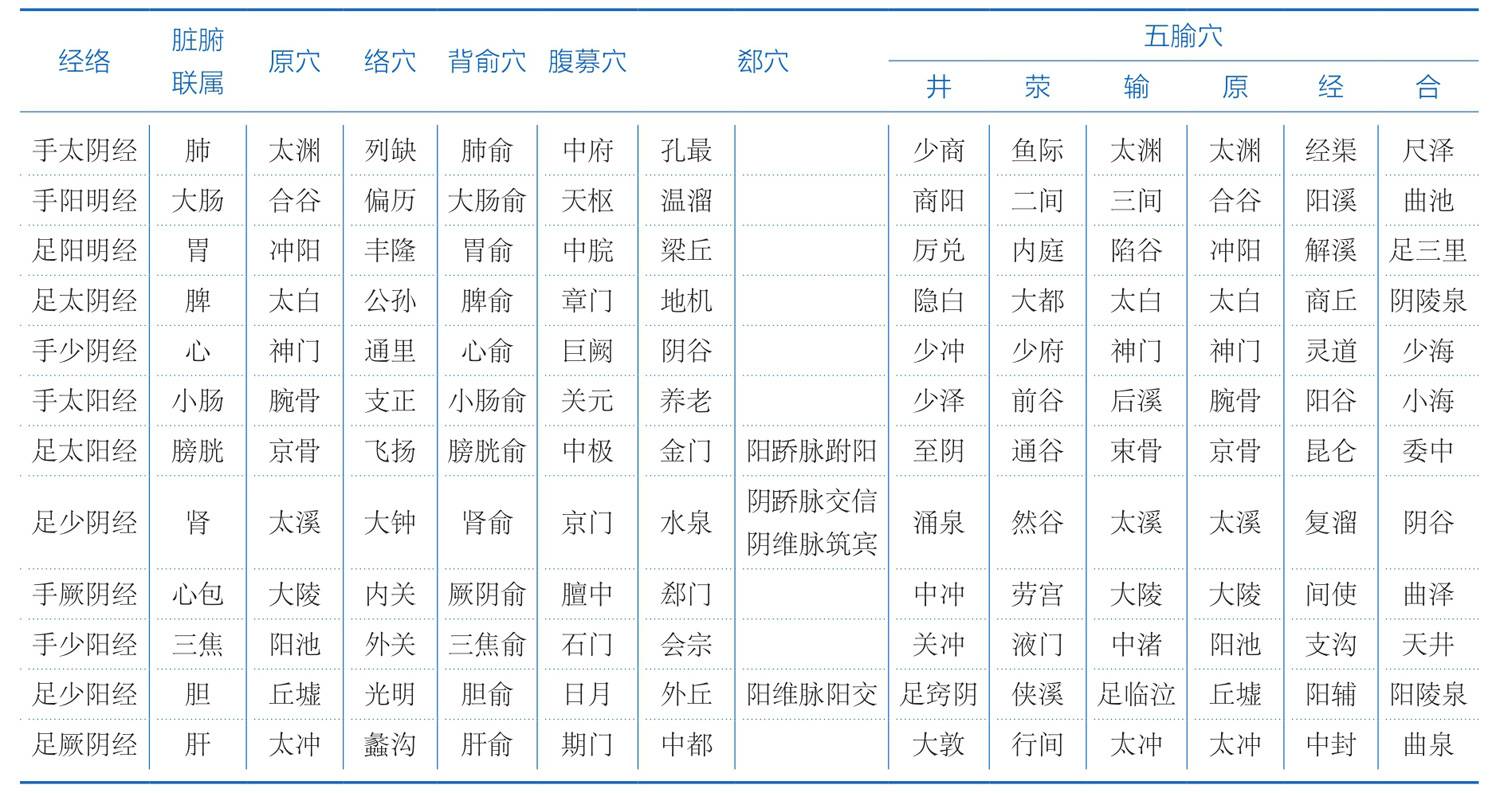 经络 脏腑联属 原穴 络穴 背俞穴 腹募穴 郄穴 五腧穴
井 荥 输 原 经 合
手太阴经 肺 太渊 列缺 肺俞 中府 孔最 少商 鱼际 太渊 太渊 经渠 尺泽
手阳明经 大肠 合谷 偏历 大肠俞 天枢 温溜 商阳 二间 三间 合谷 阳溪 曲池
足阳明经 胃 冲阳 丰隆 胃俞 中脘 梁丘 厉兑 内庭 陷谷 冲阳 解溪 足三里
足太阴经 脾 太白 公孙 脾俞 章门 地机 隐白 大都 太白 太白 商丘 阴陵泉
手少阴经 心 神门 通里 心俞 巨阙 阴谷 少冲 少府 神门 神门 灵道 少海
手太阳经 小肠 腕骨 支正 小肠俞 关元 养老 少泽 前谷 后溪 腕骨 阳谷 小海
足太阳经 膀胱 京骨 飞扬 膀胱俞 中极 金门 阳跷脉跗阳 至阴 通谷 束骨 京骨 昆仑 委中
足少阴经 肾 太溪 大钟 肾俞 京门 水泉 阴跷脉交信 阴维脉筑宾 涌泉 然谷 太溪 太溪 复溜 阴谷
手厥阴经 心包 大陵 内关 厥阴俞 膻中 郄门 中冲 劳宫 大陵 大陵 间使 曲泽
手少阳经 三焦 阳池 外关 三焦俞 石门 会宗 关冲 液门 中渚 阳池 支沟 天井
足少阳经 胆 丘墟 光明 胆俞 日月 外丘 阳维脉阳交 足窍阴 侠溪 足临泣 丘墟 阳辅 阳陵泉
足厥阴经 肝 太冲 蠡沟 肝俞 期门 中都 大敦 行间 太冲 太冲 中封 曲泉